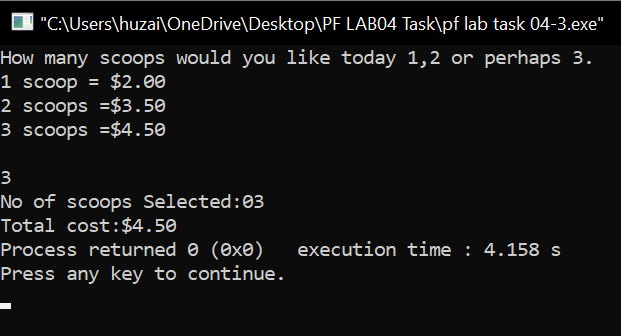 "C:\Users\huzai\OneDrive\Desktop\PF LAB04 Task\pf lab task 04-3.exe"
How many scoops would you like today 1,2 or perhaps 3.
1 scoop = $2.00
2 scoops =$3.50
3 scoops =$4.50
3
No of scoops Selected:03
Total cost:$4.50
Process returned 0 (0x0)   execution time : 4.158 s
Press any key to continue.